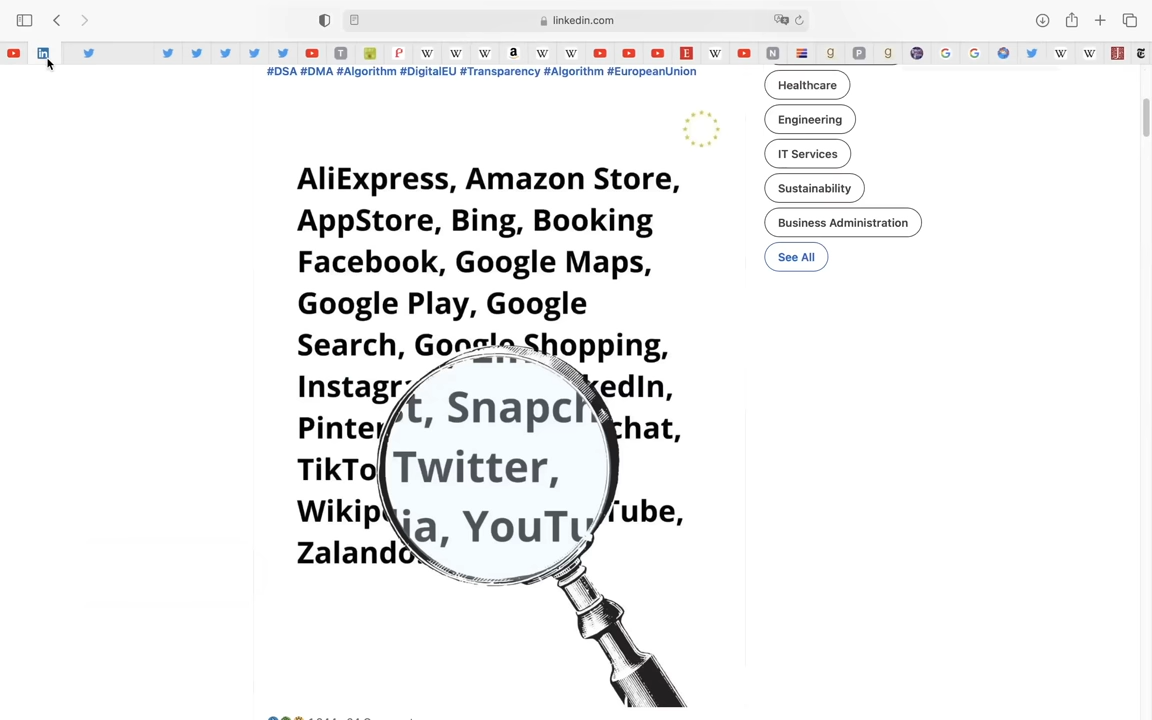 linkedin.com
#DSA #DMA #Algorithm #DigitalEU #Transparency #Algorithm #EuropeanUnion
AliExpress, Amazon Store,
AppStore, Bing, Booking
Facebook, Google Maps,
Google Play, Google
Search, Google Shopping,
Instagra kedIn,
Pinter chat,
TikTo
Wikip Tube,
Zalando
st, Snapch
Twitter,
ia, YouTu
Healthcare
Engineering
IT Services
Sustainability
Business Administration
See All